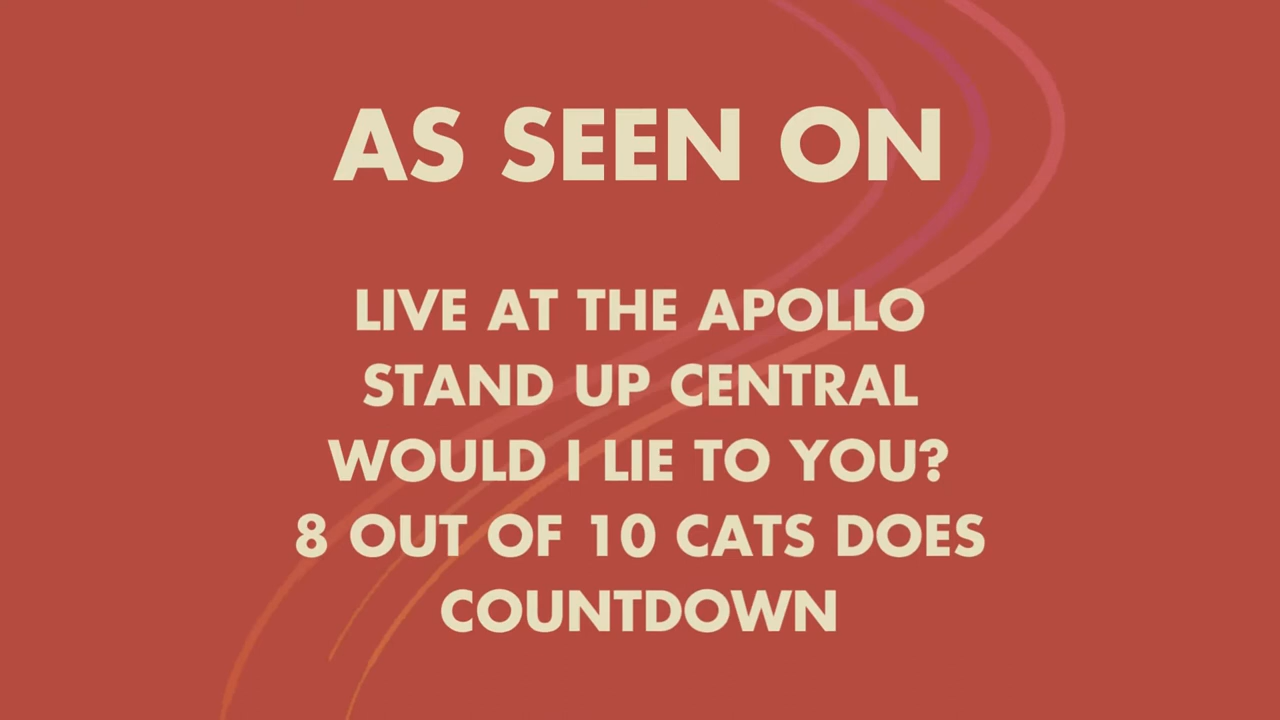 AS SEEN ON
LIVE AT THE APOLLO
STAND UP CENTRAL
WOULD I LIE TO YOU?
8 OUT OF 10 CATS DOES
COUNTDOWN